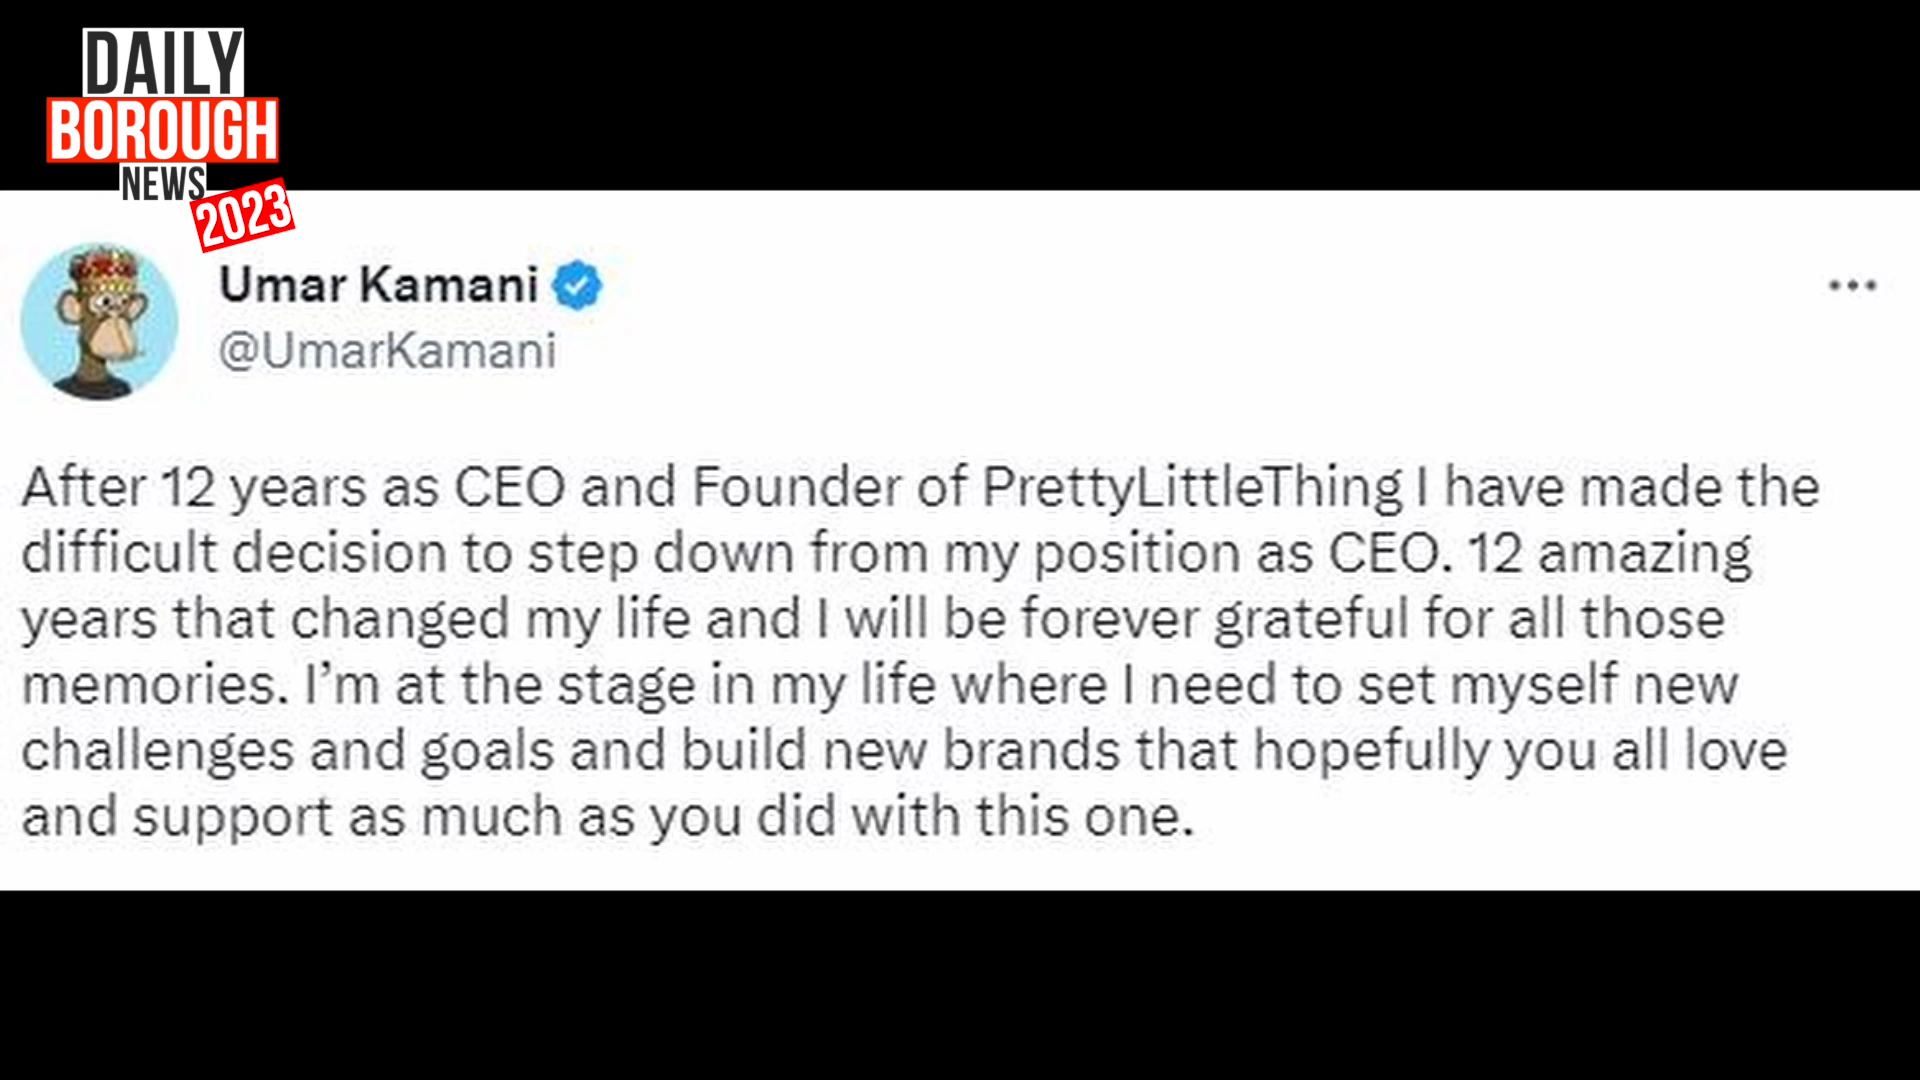 DAILY
BOROUGH
NEWS
2023
Umar Kamani
@UmarKamani
After 12 years as CEO and Founder of PrettyLittleThing I have made the
difficult decision to step down from my position as CEO. 12 amazing
years that changed my life and I will be forever grateful for all those
memories. I’m at the stage in my life where I need to set myself new
challenges and goals and build new brands that hopefully you all love
and support as much as you did with this one.